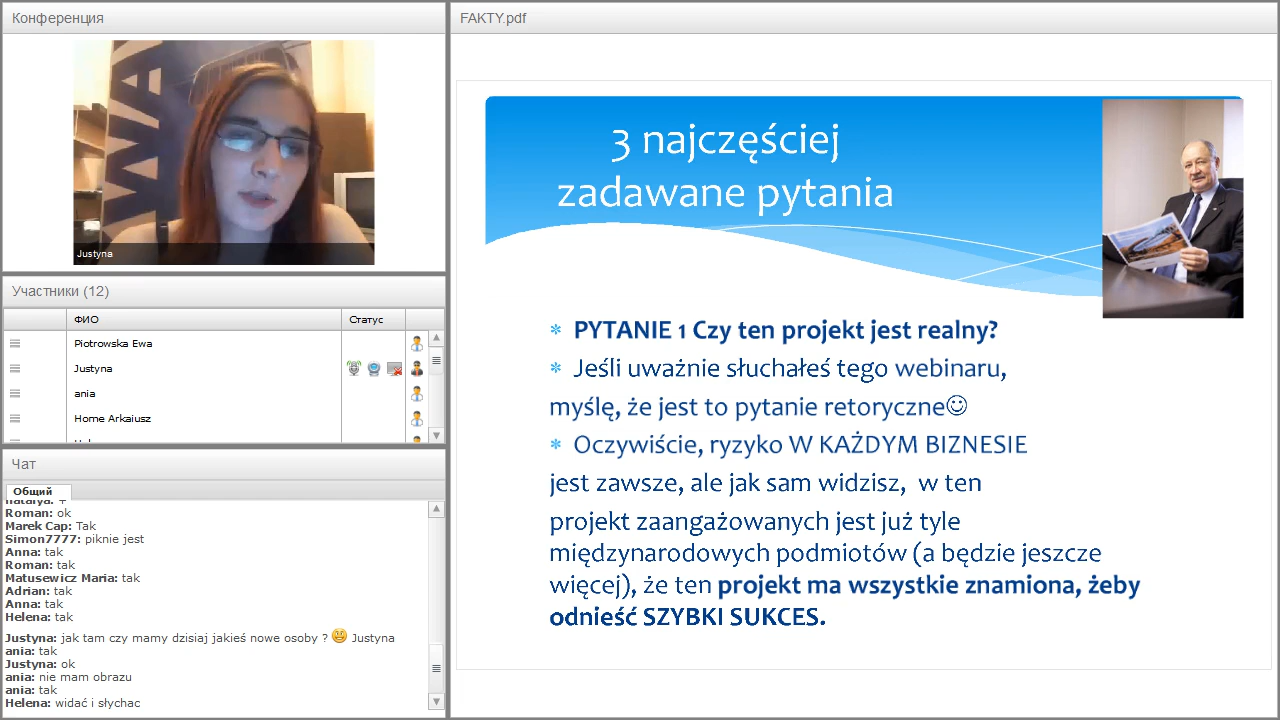 Конференция
WAY
Justyna
Участники (12)
ФИО
Статус
Piotrowska Ewa
Justyna
ania
Home Arkaiusz
Чат
Общий
natalya: +
Roman: ok
Marek Cap: Tak
Simon7777: piknie jest
Anna: tak
Roman: tak
Matusewicz Maria: tak
Adrian: tak
Anna: tak
Helena: tak
Justyna: jak tam czy mamy dzisiaj jakieś nowe osoby ? Justyna
ania: tak
Justyna: ok
ania: nie mam obrazu
ania: tak
Helena: widać i słychac
FAKTY.pdf
3 najczęściej
zadawane pytania
PYTANIE 1 Czy ten projekt jest realny?
Jeśli uważnie słuchałeś tego webinaru,
myślę, że jest to pytanie retoryczne☺
Oczywiście, ryzyko W KAŻDYM BIZNESIE
jest zawsze, ale jak sam widzisz, w ten
projekt zaangażowanych jest już tyle
międzynarodowych podmiotów (a będzie jeszcze
więcej), że ten projekt ma wszystkie znamiona, żeby
odnieść SZYBKI SUKCES.